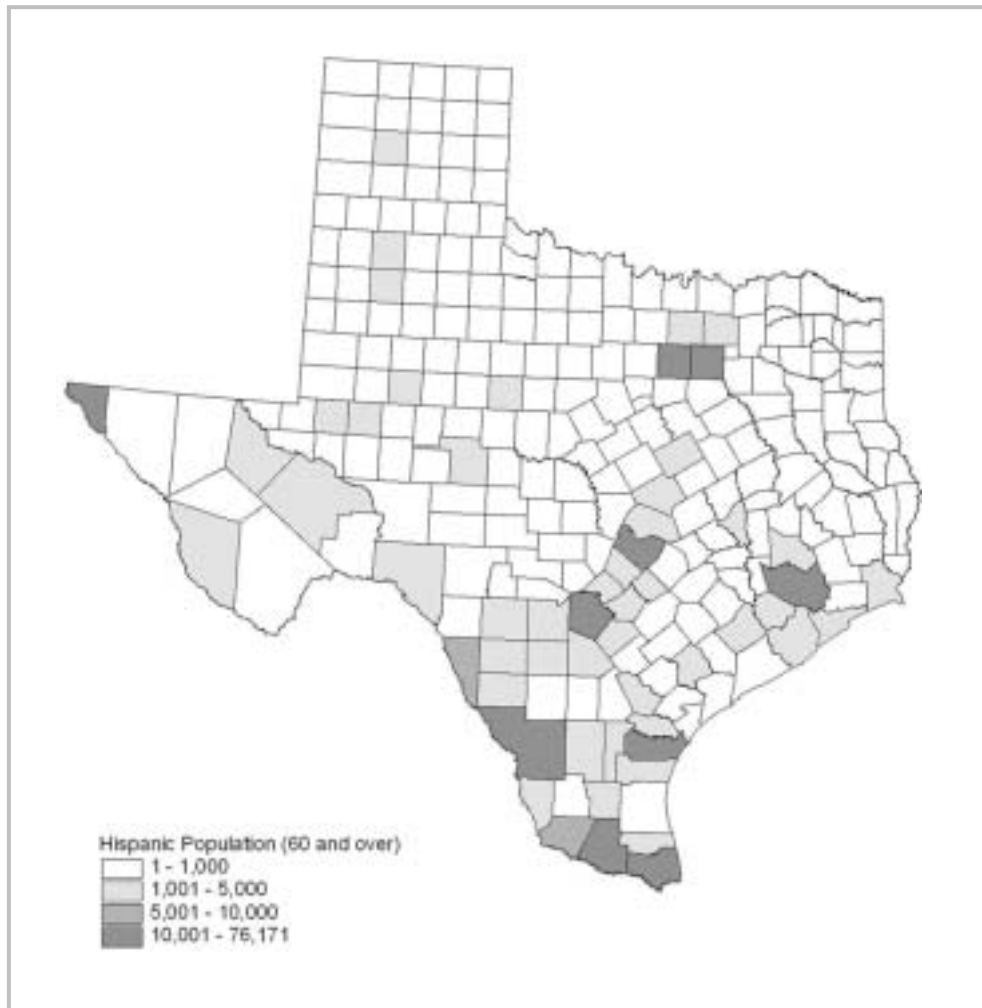 Hispanic Population (60 and over)
1 - 1,000
1,001 - 5,000
5,001 - 10,000
10,001 - 76,171